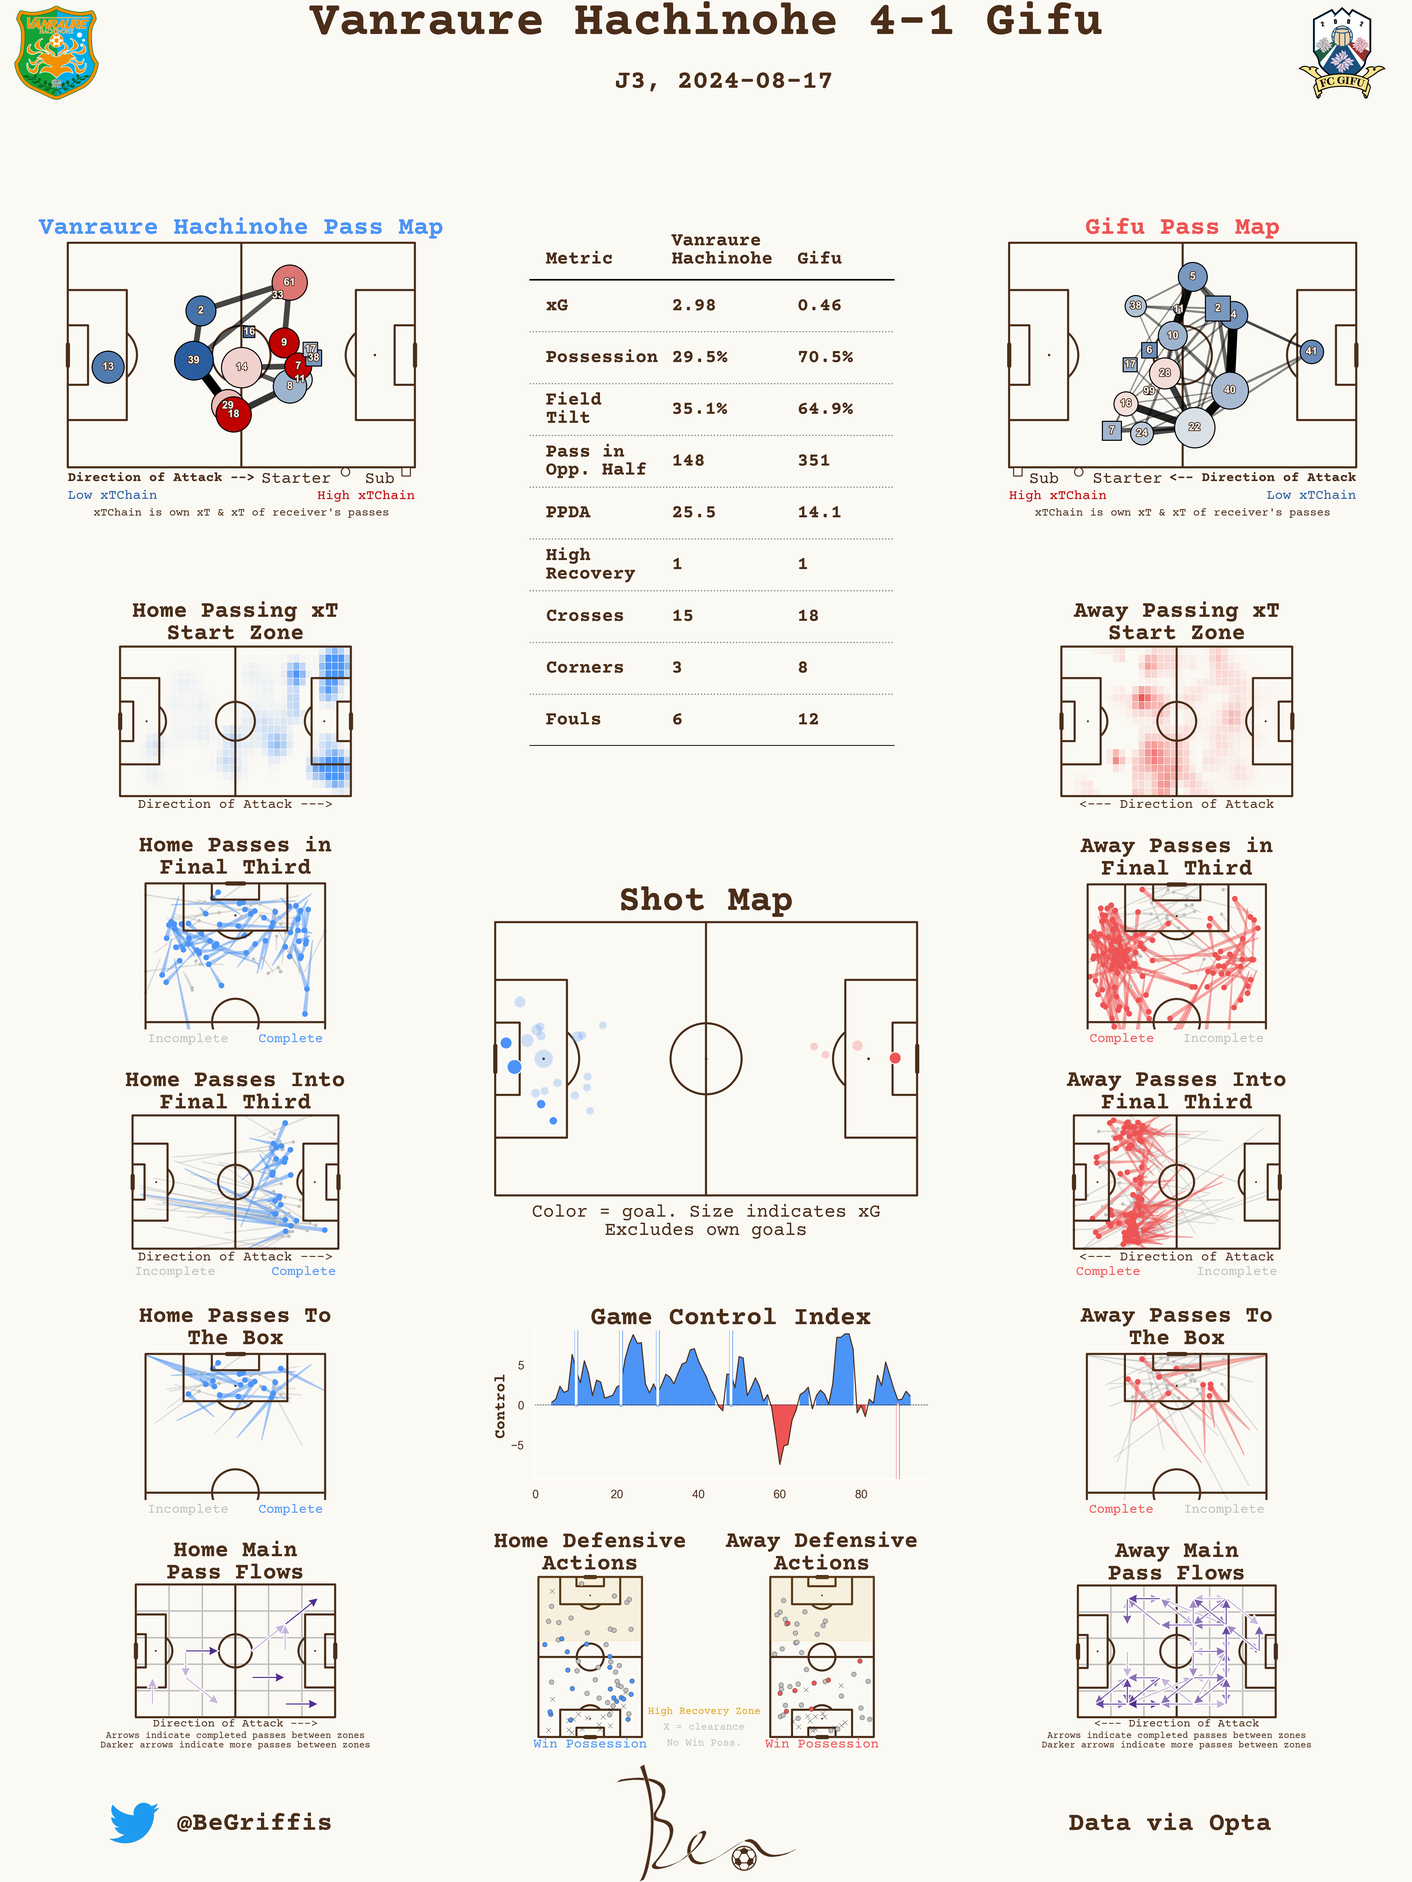 Vanraure Hachinohe 4-1 Gifu
J3, 2024-08-17
VANRAURE
HACHINOHE
2002
FC GIFU
Vanraure Hachinohe Pass Map
61
33
2
16
9
17
38
39
14
7
11
8
13
29
18
Direction of Attack --> Starter Sub
Low xTChain High xTChain
xTChain is own xT & xT of receiver's passes
Metric Vanraure Hachinohe Gifu
xG 2.98 0.46
Possession 29.5% 70.5%
Field Tilt 35.1% 64.9%
Pass in Opp. Half 148 351
PPDA 25.5 14.1
High Recovery 1 1
Crosses 15 18
Corners 3 8
Fouls 6 12
Gifu Pass Map
5
38
11
2
4
10
6
41
17
28
99
40
16
7
24
22
Sub Starter <-- Direction of Attack
High xTChain Low xTChain
xTChain is own xT & xT of receiver's passes
Home Passing xT
Start Zone
Direction of Attack --->
Away Passing xT
Start Zone
<--- Direction of Attack
Home Passes in
Final Third
Incomplete Complete
Away Passes in
Final Third
Complete Incomplete
Shot Map
Color = goal. Size indicates xG
Excludes own goals
Home Passes Into
Final Third
Direction of Attack --->
Incomplete Complete
Away Passes Into
Final Third
<--- Direction of Attack
Complete Incomplete
Home Passes To
The Box
Incomplete Complete
Game Control Index
Control
5
0
−5
0 20 40 60 80
Away Passes To
The Box
Complete Incomplete
Home Main
Pass Flows
Direction of Attack --->
Arrows indicate completed passes between zones
Darker arrows indicate more passes between zones
Home Defensive
Actions
Win Possession
Away Defensive
Actions
Win Possession
High Recovery Zone
X = clearance
No Win Poss.
Away Main
Pass Flows
<--- Direction of Attack
Arrows indicate completed passes between zones
Darker arrows indicate more passes between zones
@BeGriffis
Ben
Data via Opta